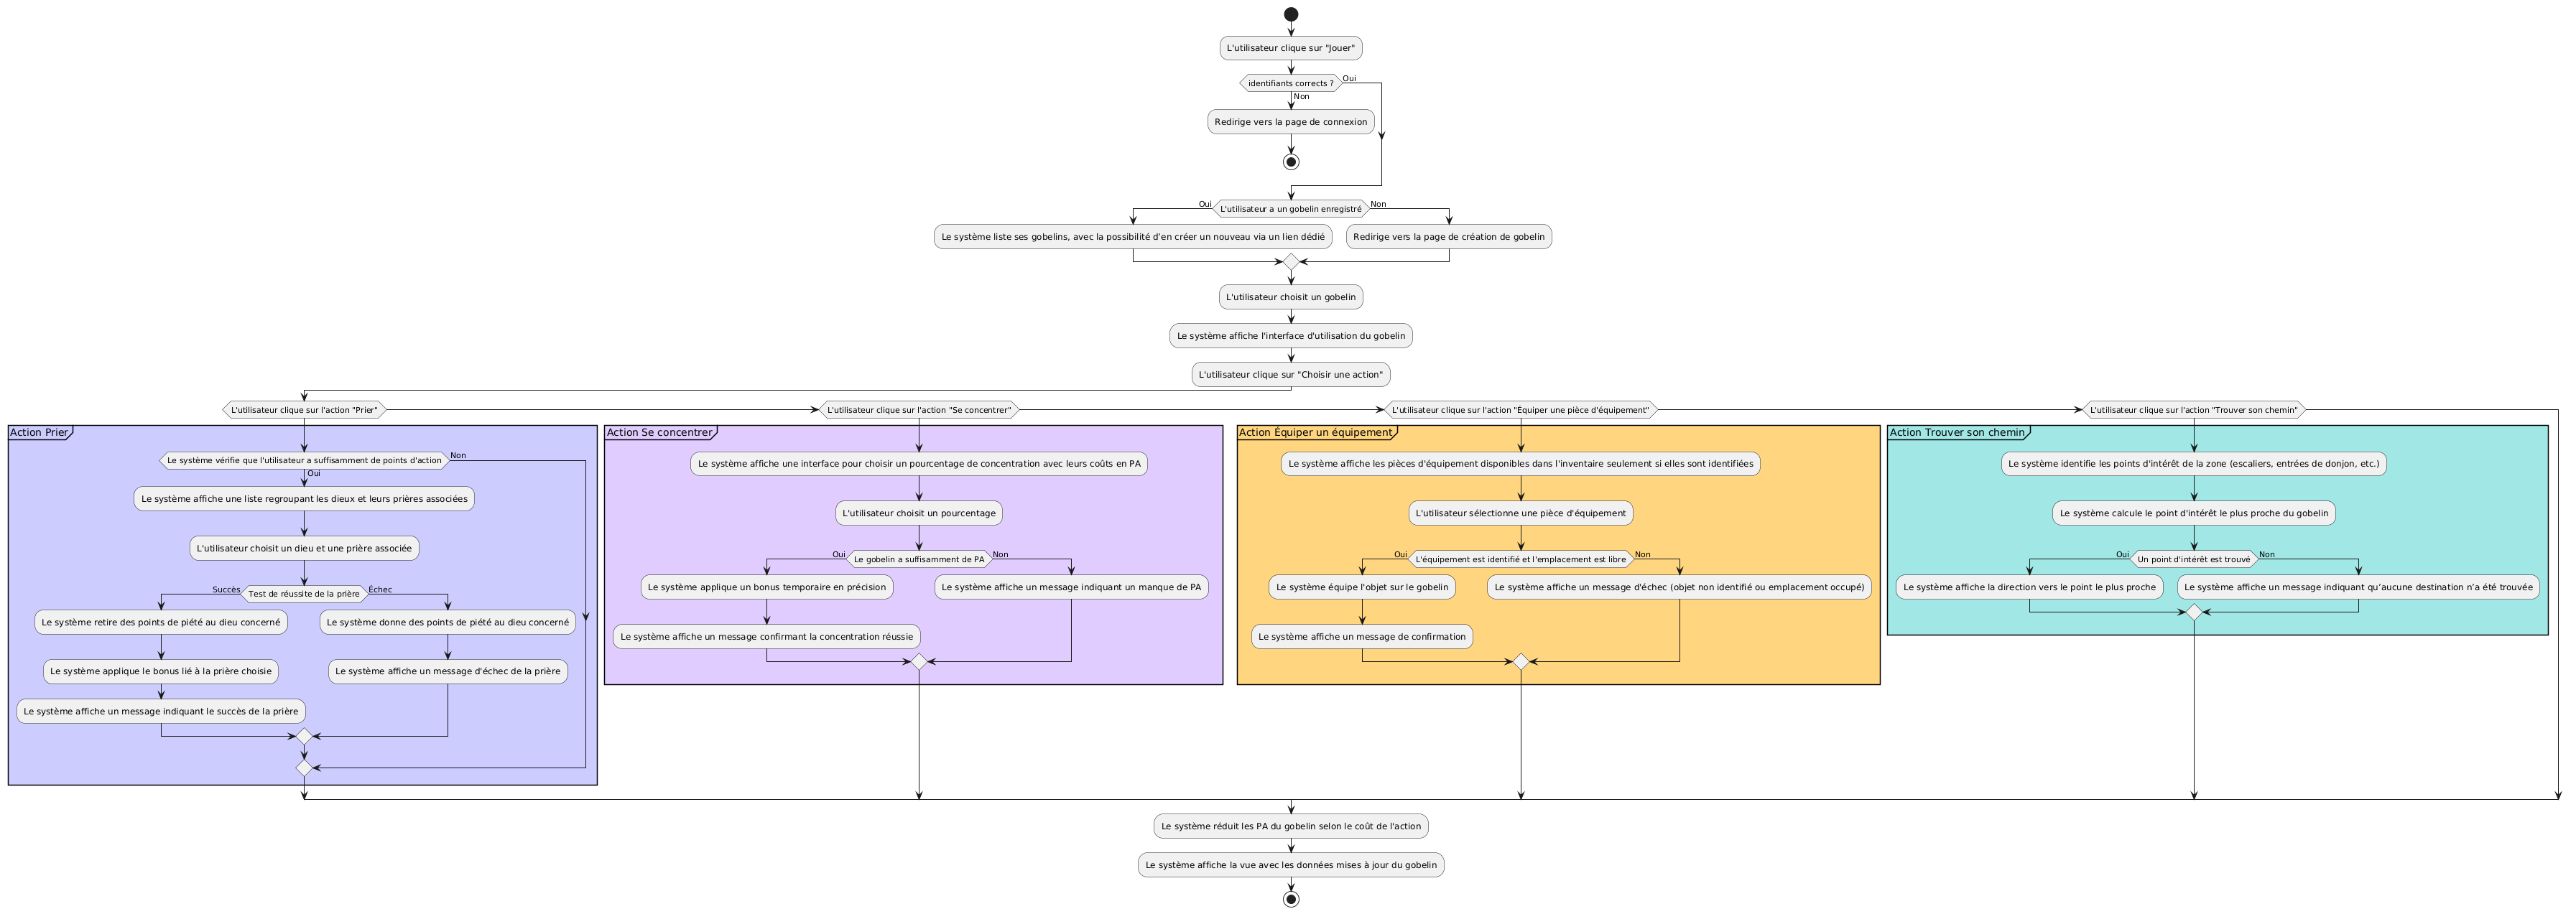 L'utilisateur clique sur "Jouer"
identifiants corrects ?
Oui
Non
Redirige vers la page de connexion
L'utilisateur a un gobelin enregistré
Oui
Non
Le système liste ses gobelins, avec la possibilité d'en créer un nouveau via un lien dédié
Redirige vers la page de création de gobelin
L'utilisateur choisit un gobelin
Le système affiche l'interface d'utilisation du gobelin
L'utilisateur clique sur "Choisir une action"
L'utilisateur clique sur l'action "Prier"
L'utilisateur clique sur l'action "Se concentrer"
L'utilisateur clique sur l'action "Équiper une pièce d'équipement"
L'utilisateur clique sur l'action "Trouver son chemin"
Action Prier
Le système vérifie que l'utilisateur a suffisamment de points d'action
Non
Oui
Le système affiche une liste regroupant les dieux et leurs prières associées
L'utilisateur choisit un dieu et une prière associée
Succès
Test de réussite de la prière
Échec
Le système retire des points de piété au dieu concerné
Le système donne des points de piété au dieu concerné
Le système applique le bonus lié à la prière choisie
Le système affiche un message d'échec de la prière
Le système affiche un message indiquant le succès de la prière
Action Se concentrer
Le système affiche une interface pour choisir un pourcentage de concentration avec leurs coûts en PA
L'utilisateur choisit un pourcentage
Oui
Le gobelin a suffisamment de PA
Non
Le système applique un bonus temporaire en précision
Le système affiche un message indiquant un manque de PA
Le système affiche un message confirmant la concentration réussie
Action Équiper un équipement
Le système affiche les pièces d'équipement disponibles dans l'inventaire seulement si elles sont identifiées
L'utilisateur sélectionne une pièce d'équipement
Oui
L'équipement est identifié et l'emplacement est libre
Non
Le système équipe l'objet sur le gobelin
Le système affiche un message d'échec (objet non identifié ou emplacement occupé)
Le système affiche un message de confirmation
Action Trouver son chemin
Le système identifie les points d'intérêt de la zone (escaliers, entrées de donjon, etc.)
Le système calcule le point d'intérêt le plus proche du gobelin
Oui
Un point d'intérêt est trouvé
Non
Le système affiche la direction vers le point le plus proche
Le système affiche un message indiquant qu’aucune destination n’a été trouvée
Le système réduit les PA du gobelin selon le coût de l'action
Le système affiche la vue avec les données mises à jour du gobelin